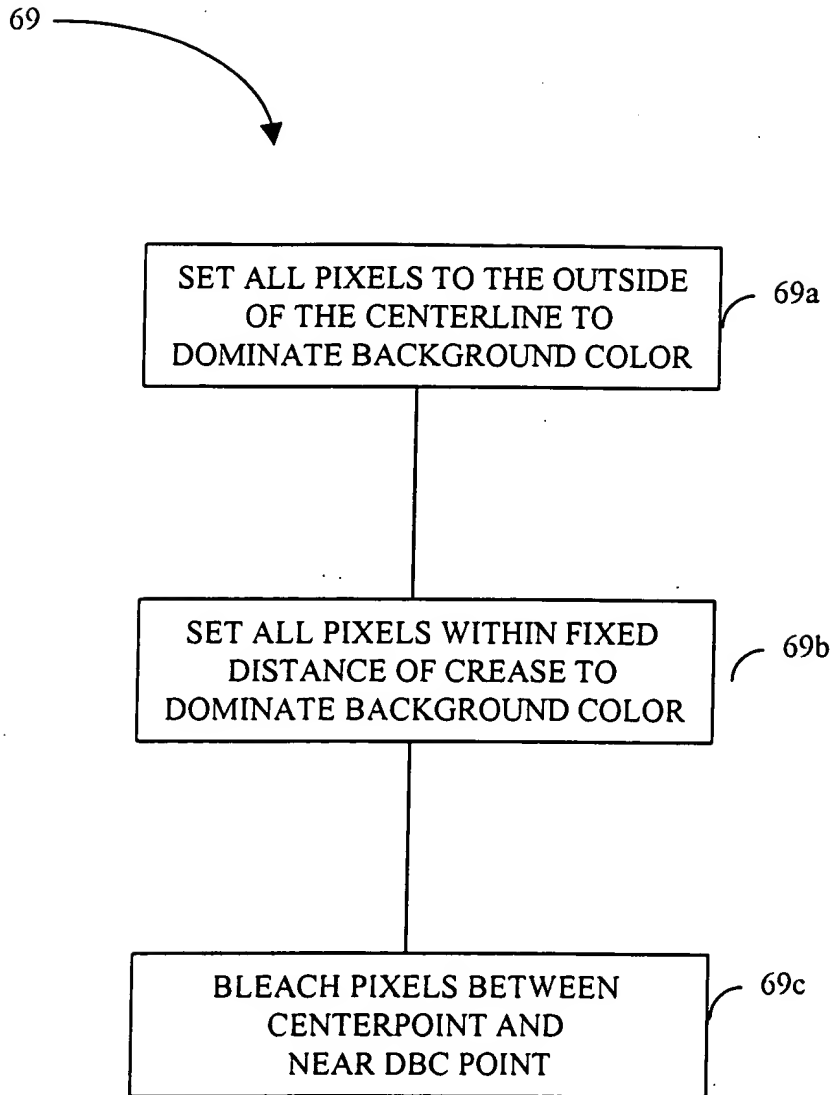 69
SET ALL PIXELS TO THE OUTSIDE
OF THE CENTERLINE TO
DOMINATE BACKGROUND COLOR
69a
SET ALL PIXELS WITHIN FIXED
DISTANCE OF CREASE TO
DOMINATE BACKGROUND COLOR
69b
BLEACH PIXELS BETWEEN
CENTERPOINT AND
NEAR DBC POINT
69c